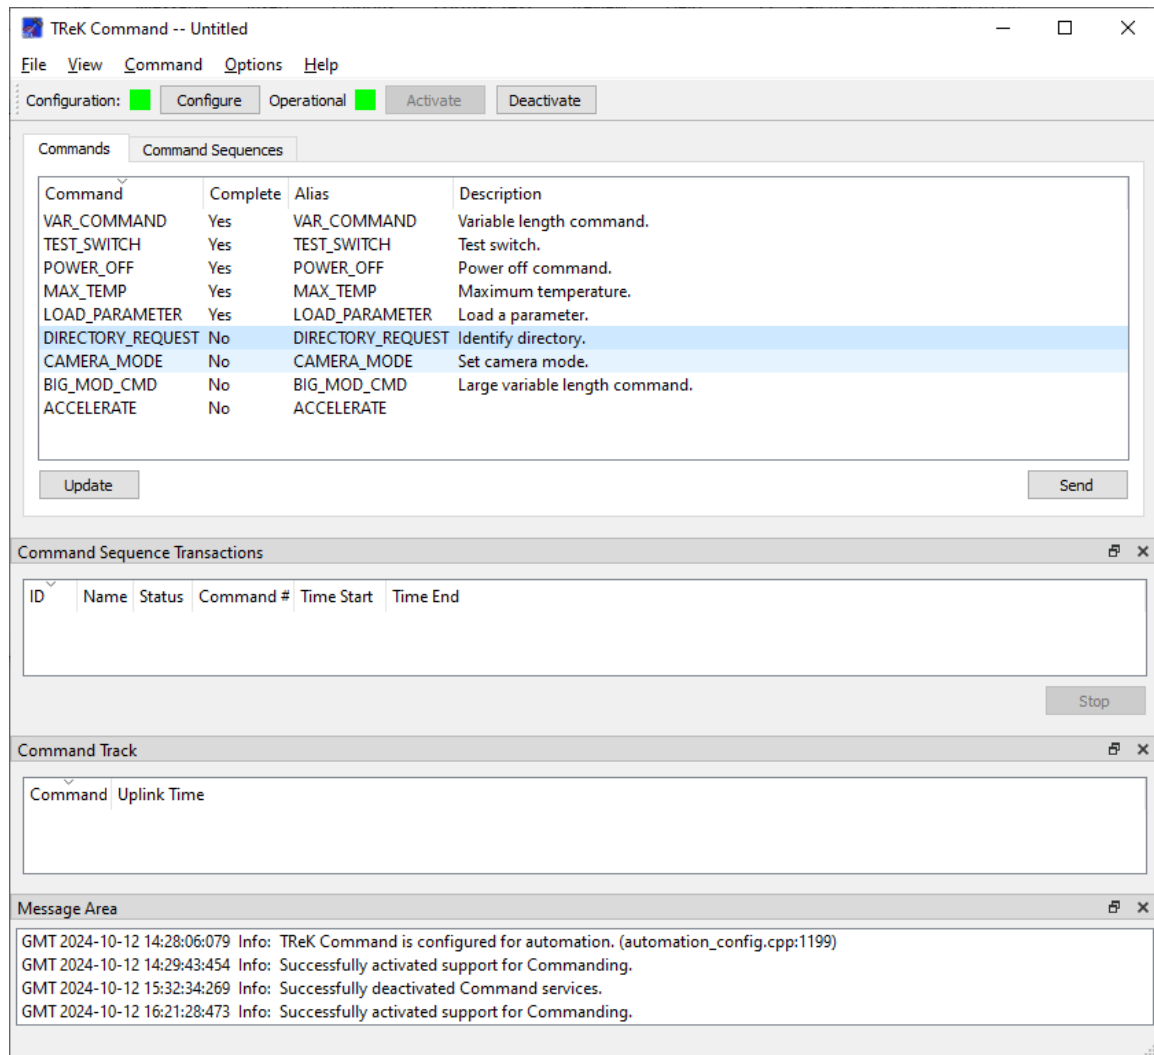 TReK Command -- Untitled
File View Command Options Help
Configuration: Configure Operational Activate Deactivate
Commands Command Sequences
Command Complete Alias Description
VAR_COMMAND Yes VAR_COMMAND Variable length command.
TEST_SWITCH Yes TEST_SWITCH Test switch.
POWER_OFF Yes POWER_OFF Power off command.
MAX_TEMP Yes MAX_TEMP Maximum temperature.
LOAD_PARAMETER Yes LOAD_PARAMETER Load a parameter.
DIRECTORY_REQUEST No DIRECTORY_REQUEST Identify directory.
CAMERA_MODE No CAMERA_MODE Set camera mode.
BIG_MOD_CMD No BIG_MOD_CMD Large variable length command.
ACCELERATE No ACCELERATE
Update Send
Command Sequence Transactions
ID Name Status Command # Time Start Time End
Stop
Command Track
Command Uplink Time
Message Area
GMT 2024-10-12 14:28:06:079 Info: TReK Command is configured for automation. (automation_config.cpp:1199)
GMT 2024-10-12 14:29:43:454 Info: Successfully activated support for Commanding.
GMT 2024-10-12 15:32:34:269 Info: Successfully deactivated Command services.
GMT 2024-10-12 16:21:28:473 Info: Successfully activated support for Commanding.